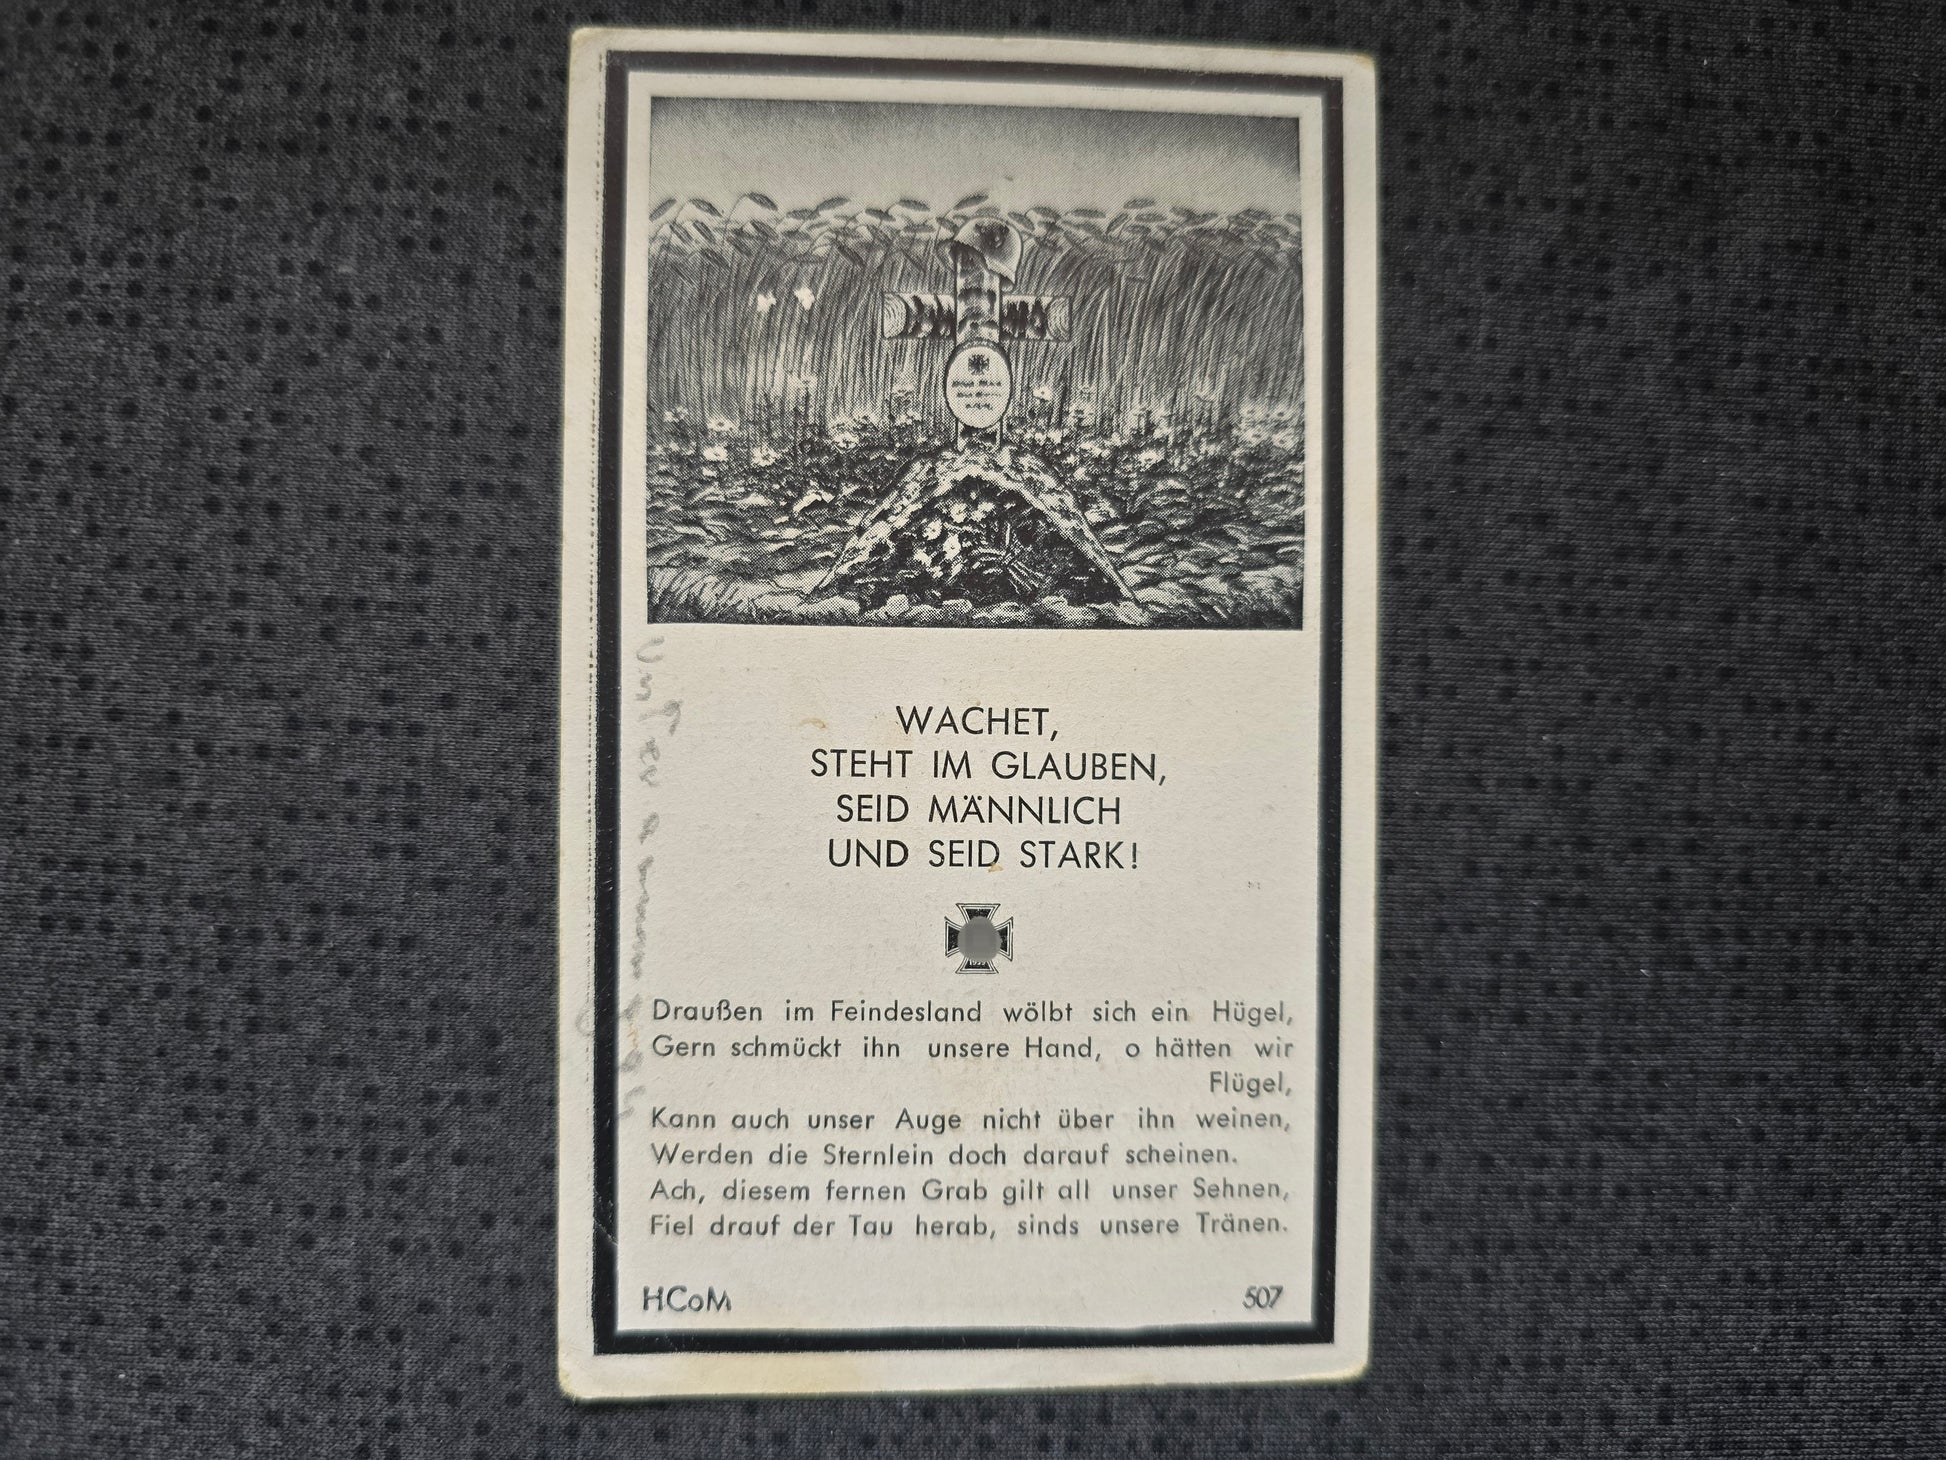 WACHET,
STEHT IM GLAUBEN,
SEID MÄNNLICH
UND SEID STARK!
Draußen im Feindesland wölbt sich ein Hügel,
Gern schmückt ihn unsere Hand, o hätten wir
Flügel,
Kann auch unser Auge nicht über ihn weinen,
Werden die Sternlein doch darauf scheinen.
Ach, diesem fernen Grab gilt all unser Sehnen,
Fiel drauf der Tau herab, sinds unsere Tränen.
HCoM 507